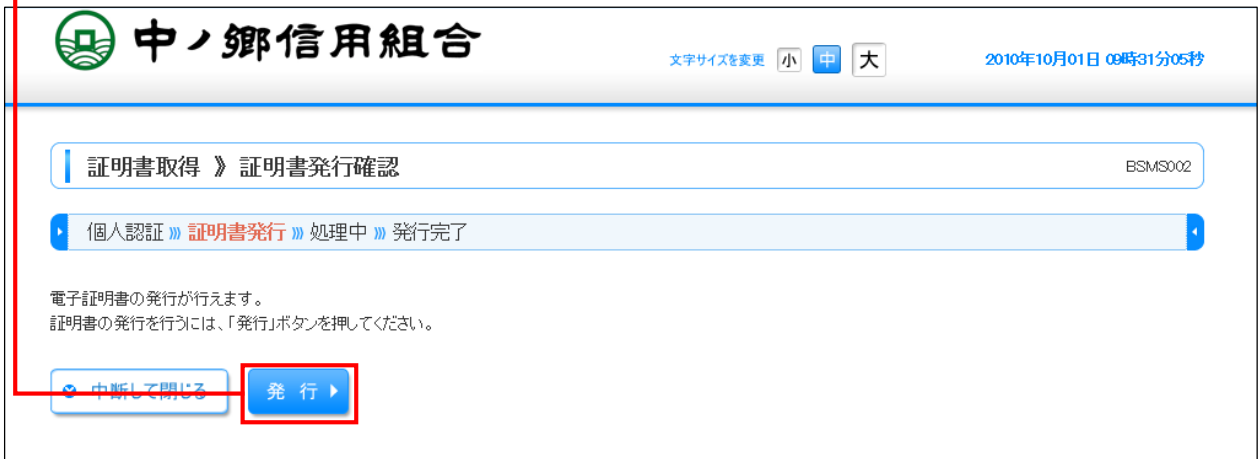 中ノ郷信用組合
文字サイズを変更 小 中 大 2010年10月01日 09時31分05秒
証明書取得 》 証明書発行確認 BSMS002
個人認証 》》 証明書発行 》》 処理中 》》 発行完了
電子証明書の発行が行えます。
証明書の発行を行うには、「発行」ボタンを押してください。
中断して閉じる 発 行